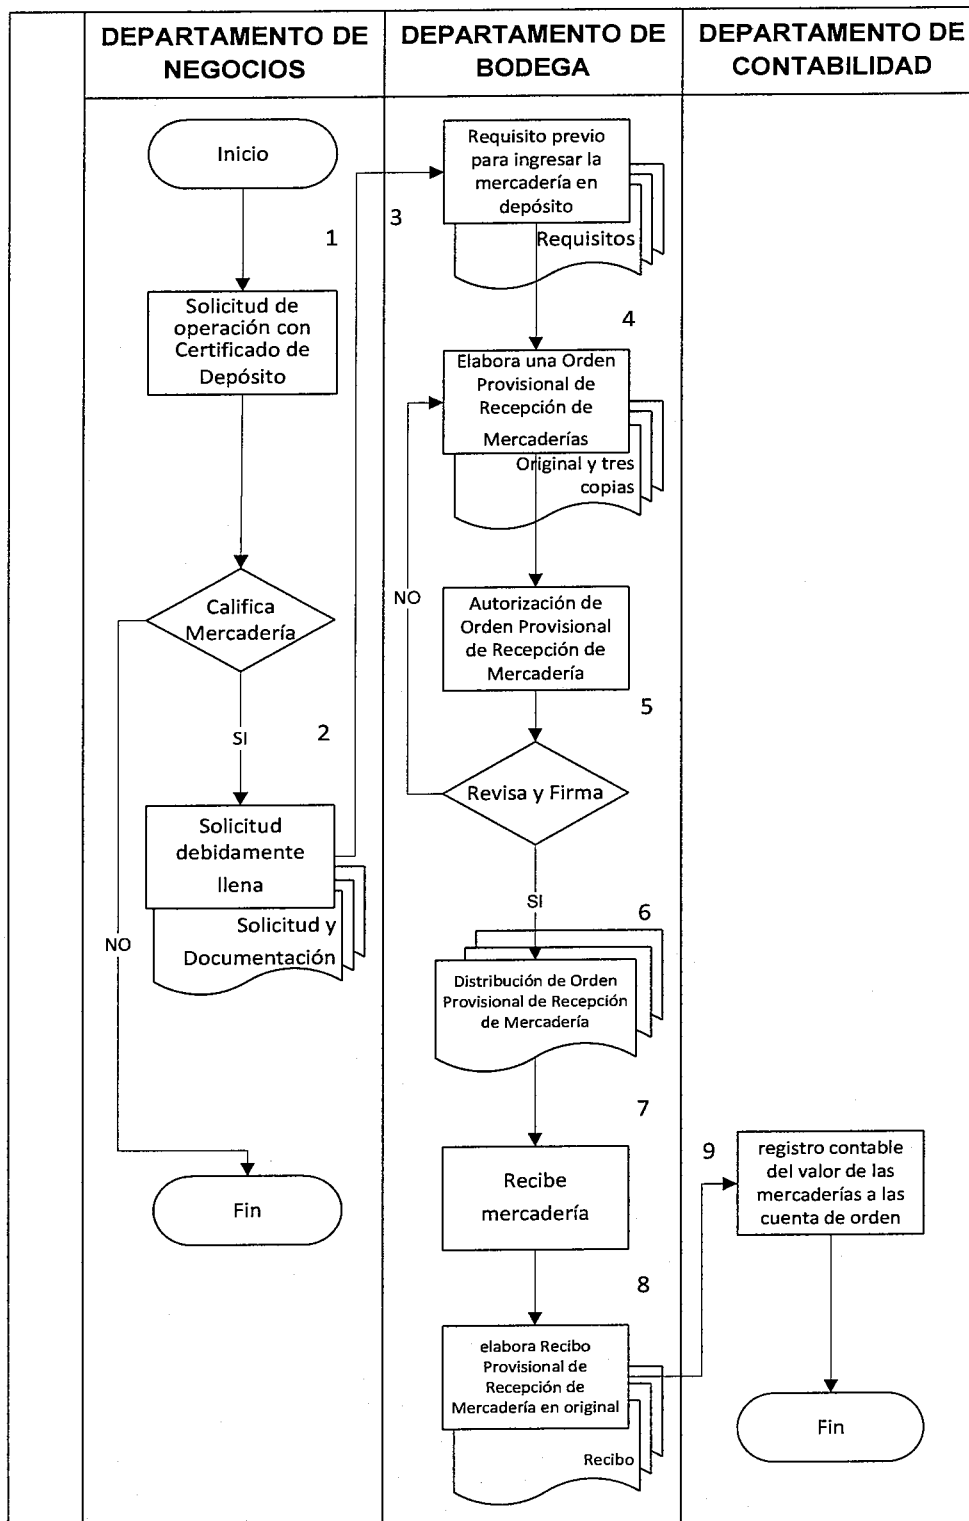 DEPARTAMENTO DE
NEGOCIOS
DEPARTAMENTO DE
BODEGA
DEPARTAMENTO DE
CONTABILIDAD
Inicio
1
Solicitud de
operación con
Certificado de
Depósito
Califica
Mercadería
SI
2
Solicitud
debidamente
llena
Solicitud y
Documentación
NO
Fin
Requisito previo
para ingresar la
mercadería en
depósito
3
Requisitos
4
Elabora una Orden
Provisional de
Recepción de
Mercaderías
Original y tres
copias
NO
Autorización de
Orden Provisional
de Recepción de
Mercadería
5
Revisa y Firma
SI
6
Distribución de Orden
Provisional de Recepción
de Mercadería
7
Recibe
mercadería
8
elabora Recibo
Provisional de
Recepción de
Mercadería en original
Recibo
9
registro contable
del valor de las
mercaderías a las
cuenta de orden
Fin